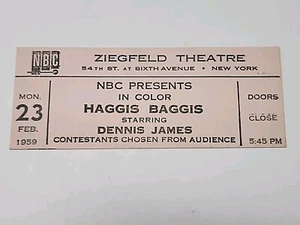 NBC
ZIEGFELD THEATRE
54TH ST. AT SIXTH AVENUE • NEW YORK
MON.
23
FEB.
1959
NBC PRESENTS
IN COLOR
HAGGIS BAGGIS
STARRING
DENNIS JAMES
CONTESTANTS CHOSEN FROM AUDIENCE
DOORS
CLOSE
5:45 PM